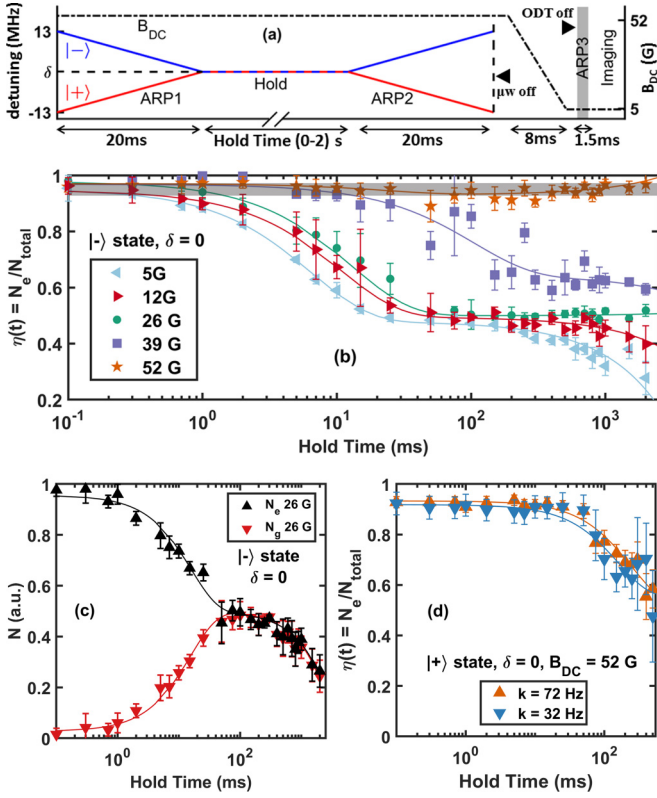 B_DC
(a)
ODT off
52
13
|−⟩
ARP3
Imaging
detuning (MHz)
δ
B_DC (G)
|+⟩
Hold
μw off
-13
ARP1
ARP2
5
20ms
Hold Time (0-2) s
20ms
8ms
1.5ms
1
0.8
0.6
0.4
0.2
η(t) = N_e/N_total
|-⟩ state, δ = 0
5G
12G
26 G
39 G
52 G
(b)
10^-1
10^0
10^1
10^2
10^3
Hold Time (ms)
1
0.8
0.6
0.4
0.2
0
N (a.u.)
N_e 26 G
N_g 26 G
|-⟩ state
δ = 0
(c)
10^0
10^1
10^2
10^3
Hold Time (ms)
1
0.8
0.6
0.4
0.2
0
η(t) = N_e/N_total
(d)
|+⟩ state, δ = 0, B_DC = 52 G
k = 72 Hz
k = 32 Hz
10^0
10^2
Hold Time (ms)